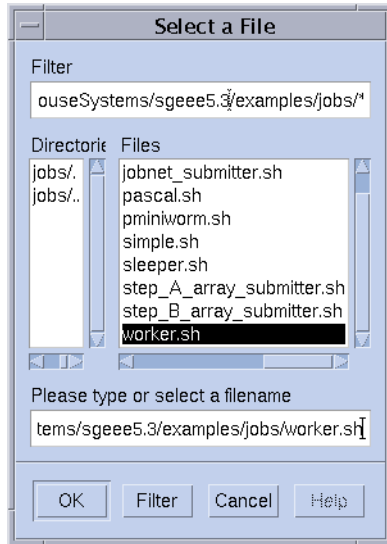 Select a File
Filter
ouseSystems/sgeee5.3/examples/jobs/*
Directorie Files
jobs/. jobnet_submitter.sh
jobs/.. pascal.sh
pminiworm.sh
simple.sh
sleeper.sh
step_A_array_submitter.sh
step_B_array_submitter.sh
worker.sh
Please type or select a filename
tems/sgeee5.3/examples/jobs/worker.sh
OK Filter Cancel Help